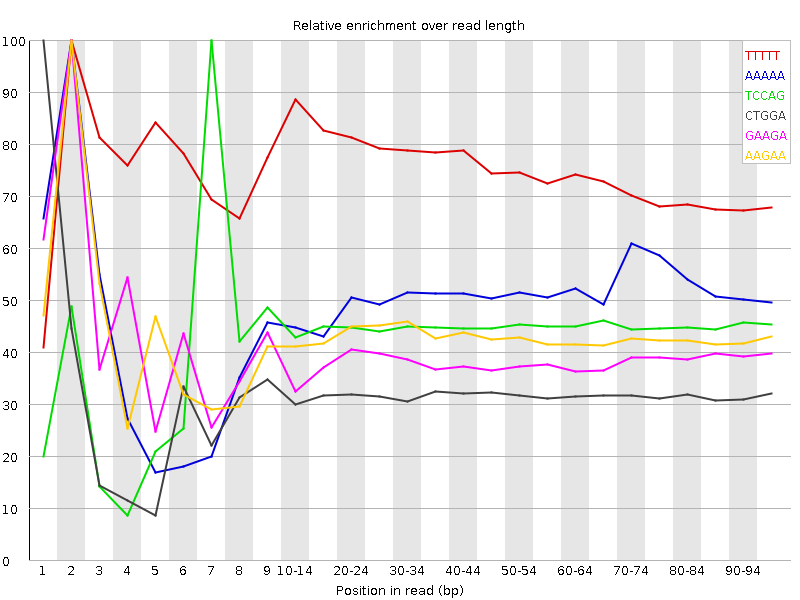 Relative enrichment over read length
100
90
80
70
60
50
40
30
20
10
0
TTTTT
AAAAA
TCCAG
CTGGA
GAAGA
AAGAA
1 2 3 4 5 6 7 8 9 10-14 20-24 30-34 40-44 50-54 60-64 70-74 80-84 90-94
Position in read (bp)